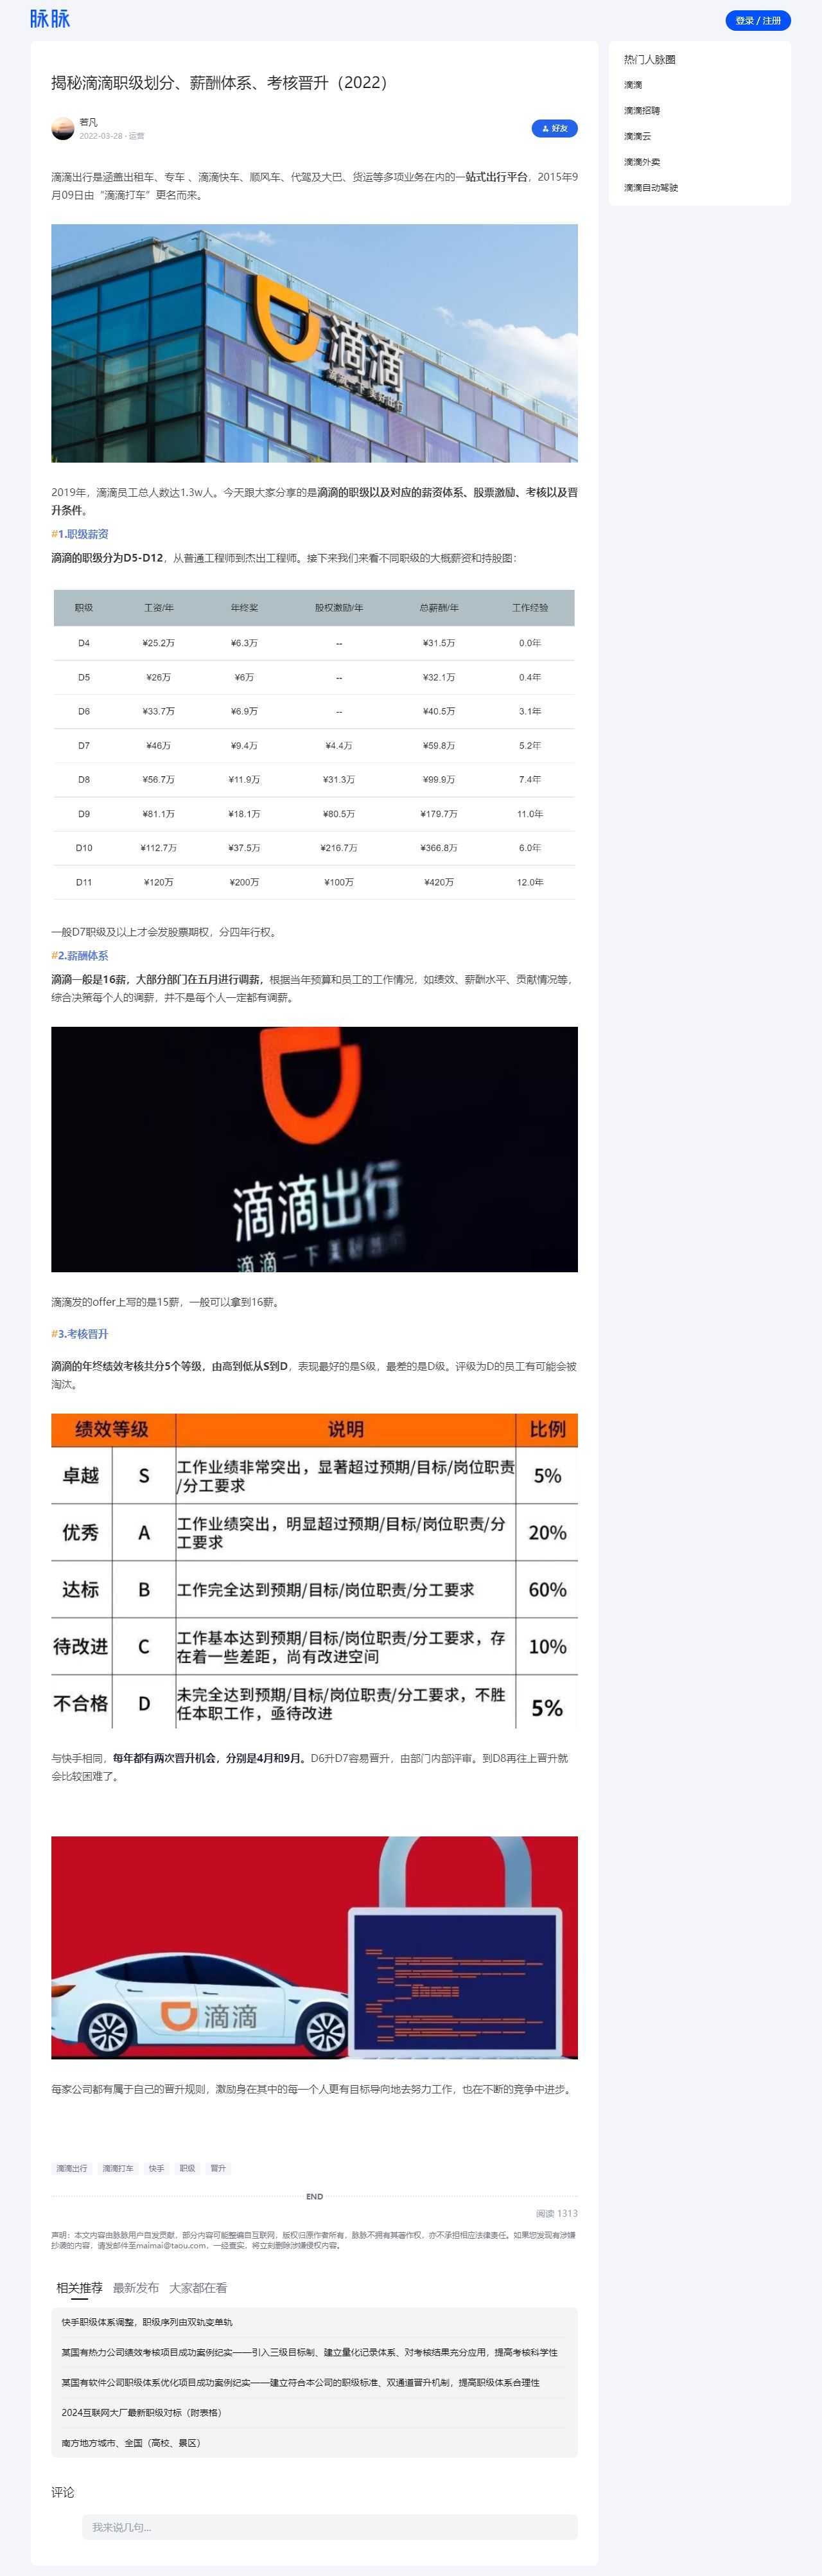 脉脉
登录 / 注册
揭秘滴滴职级划分、薪酬体系、考核晋升（2022）
若凡
2022-03-28 · 运营
好友
热门人脉圈
滴滴
滴滴招聘
滴滴云
滴滴外卖
滴滴自动驾驶
滴滴出行是涵盖出租车、专车 、滴滴快车、顺风车、代驾及大巴、货运等多项业务在内的一站式出行平台，2015年9
月09日由“滴滴打车”更名而来。
滴滴
2019年，滴滴员工总人数达1.3w人。今天跟大家分享的是滴滴的职级以及对应的薪资体系、股票激励、考核以及晋
升条件。
#1.职级薪资
滴滴的职级分为D5-D12，从普通工程师到杰出工程师。接下来我们来看不同职级的大概薪资和持股图：
职级 工资/年 年终奖 股权激励/年 总薪酬/年 工作经验
D4 ¥25.2万 ¥6.3万 -- ¥31.5万 0.0年
D5 ¥26万 ¥6万 -- ¥32.1万 0.4年
D6 ¥33.7万 ¥6.9万 -- ¥40.5万 3.1年
D7 ¥46万 ¥9.4万 ¥4.4万 ¥59.8万 5.2年
D8 ¥56.7万 ¥11.9万 ¥31.3万 ¥99.9万 7.4年
D9 ¥81.1万 ¥18.1万 ¥80.5万 ¥179.7万 11.0年
D10 ¥112.7万 ¥37.5万 ¥216.7万 ¥366.8万 6.0年
D11 ¥120万 ¥200万 ¥100万 ¥420万 12.0年
一般D7职级及以上才会发股票期权，分四年行权。
#2.薪酬体系
滴滴一般是16薪，大部分部门在五月进行调薪，根据当年预算和员工的工作情况，如绩效、薪酬水平、贡献情况等，
综合决策每个人的调薪，并不是每个人一定都有调薪。
滴滴出行
滴滴一下 美好出行
滴滴发的offer上写的是15薪，一般可以拿到16薪。
#3.考核晋升
滴滴的年终绩效考核共分5个等级，由高到低从S到D，表现最好的是S级，最差的是D级。评级为D的员工有可能会被
淘汰。
绩效等级 说明 比例
卓越 S 工作业绩非常突出，显著超过预期/目标/岗位职责
/分工要求 5%
优秀 A 工作业绩突出，明显超过预期/目标/岗位职责/分
工要求 20%
达标 B 工作完全达到预期/目标/岗位职责/分工要求 60%
待改进 C 工作基本达到预期/目标/岗位职责/分工要求，存
在着一些差距，尚有改进空间 10%
不合格 D 未完全达到预期/目标/岗位职责/分工要求，不胜
任本职工作，亟待改进 5%
与快手相同，每年都有两次晋升机会，分别是4月和9月。D6升D7容易晋升，由部门内部评审。到D8再往上晋升就
会比较困难了。
滴滴
每家公司都有属于自己的晋升规则，激励身在其中的每一个人更有目标导向地去努力工作，也在不断的竞争中进步。
滴滴出行 滴滴打车 快手 职级 晋升
END
阅读 1313
声明：本文内容由脉脉用户自发贡献，部分内容可能整编自互联网，版权归原作者所有，脉脉不拥有其著作权，亦不承担相应法律责任。如果您发现有涉嫌
抄袭的内容，请发邮件至maimai@taou.com，一经查实，将立刻删除涉嫌侵权内容。
相关推荐 最新发布 大家都在看
快手职级体系调整，职级序列由双轨变单轨
某国有热力公司绩效考核项目成功案例纪实——引入三级目标制、建立量化记录体系、对考核结果充分应用，提高考核科学性
某国有软件公司职级体系优化项目成功案例纪实——建立符合本公司的职级标准、双通道晋升机制，提高职级体系合理性
2024互联网大厂最新职级对标（附表格）
南方地方城市、全国（高校、景区）
评论
我来说几句...